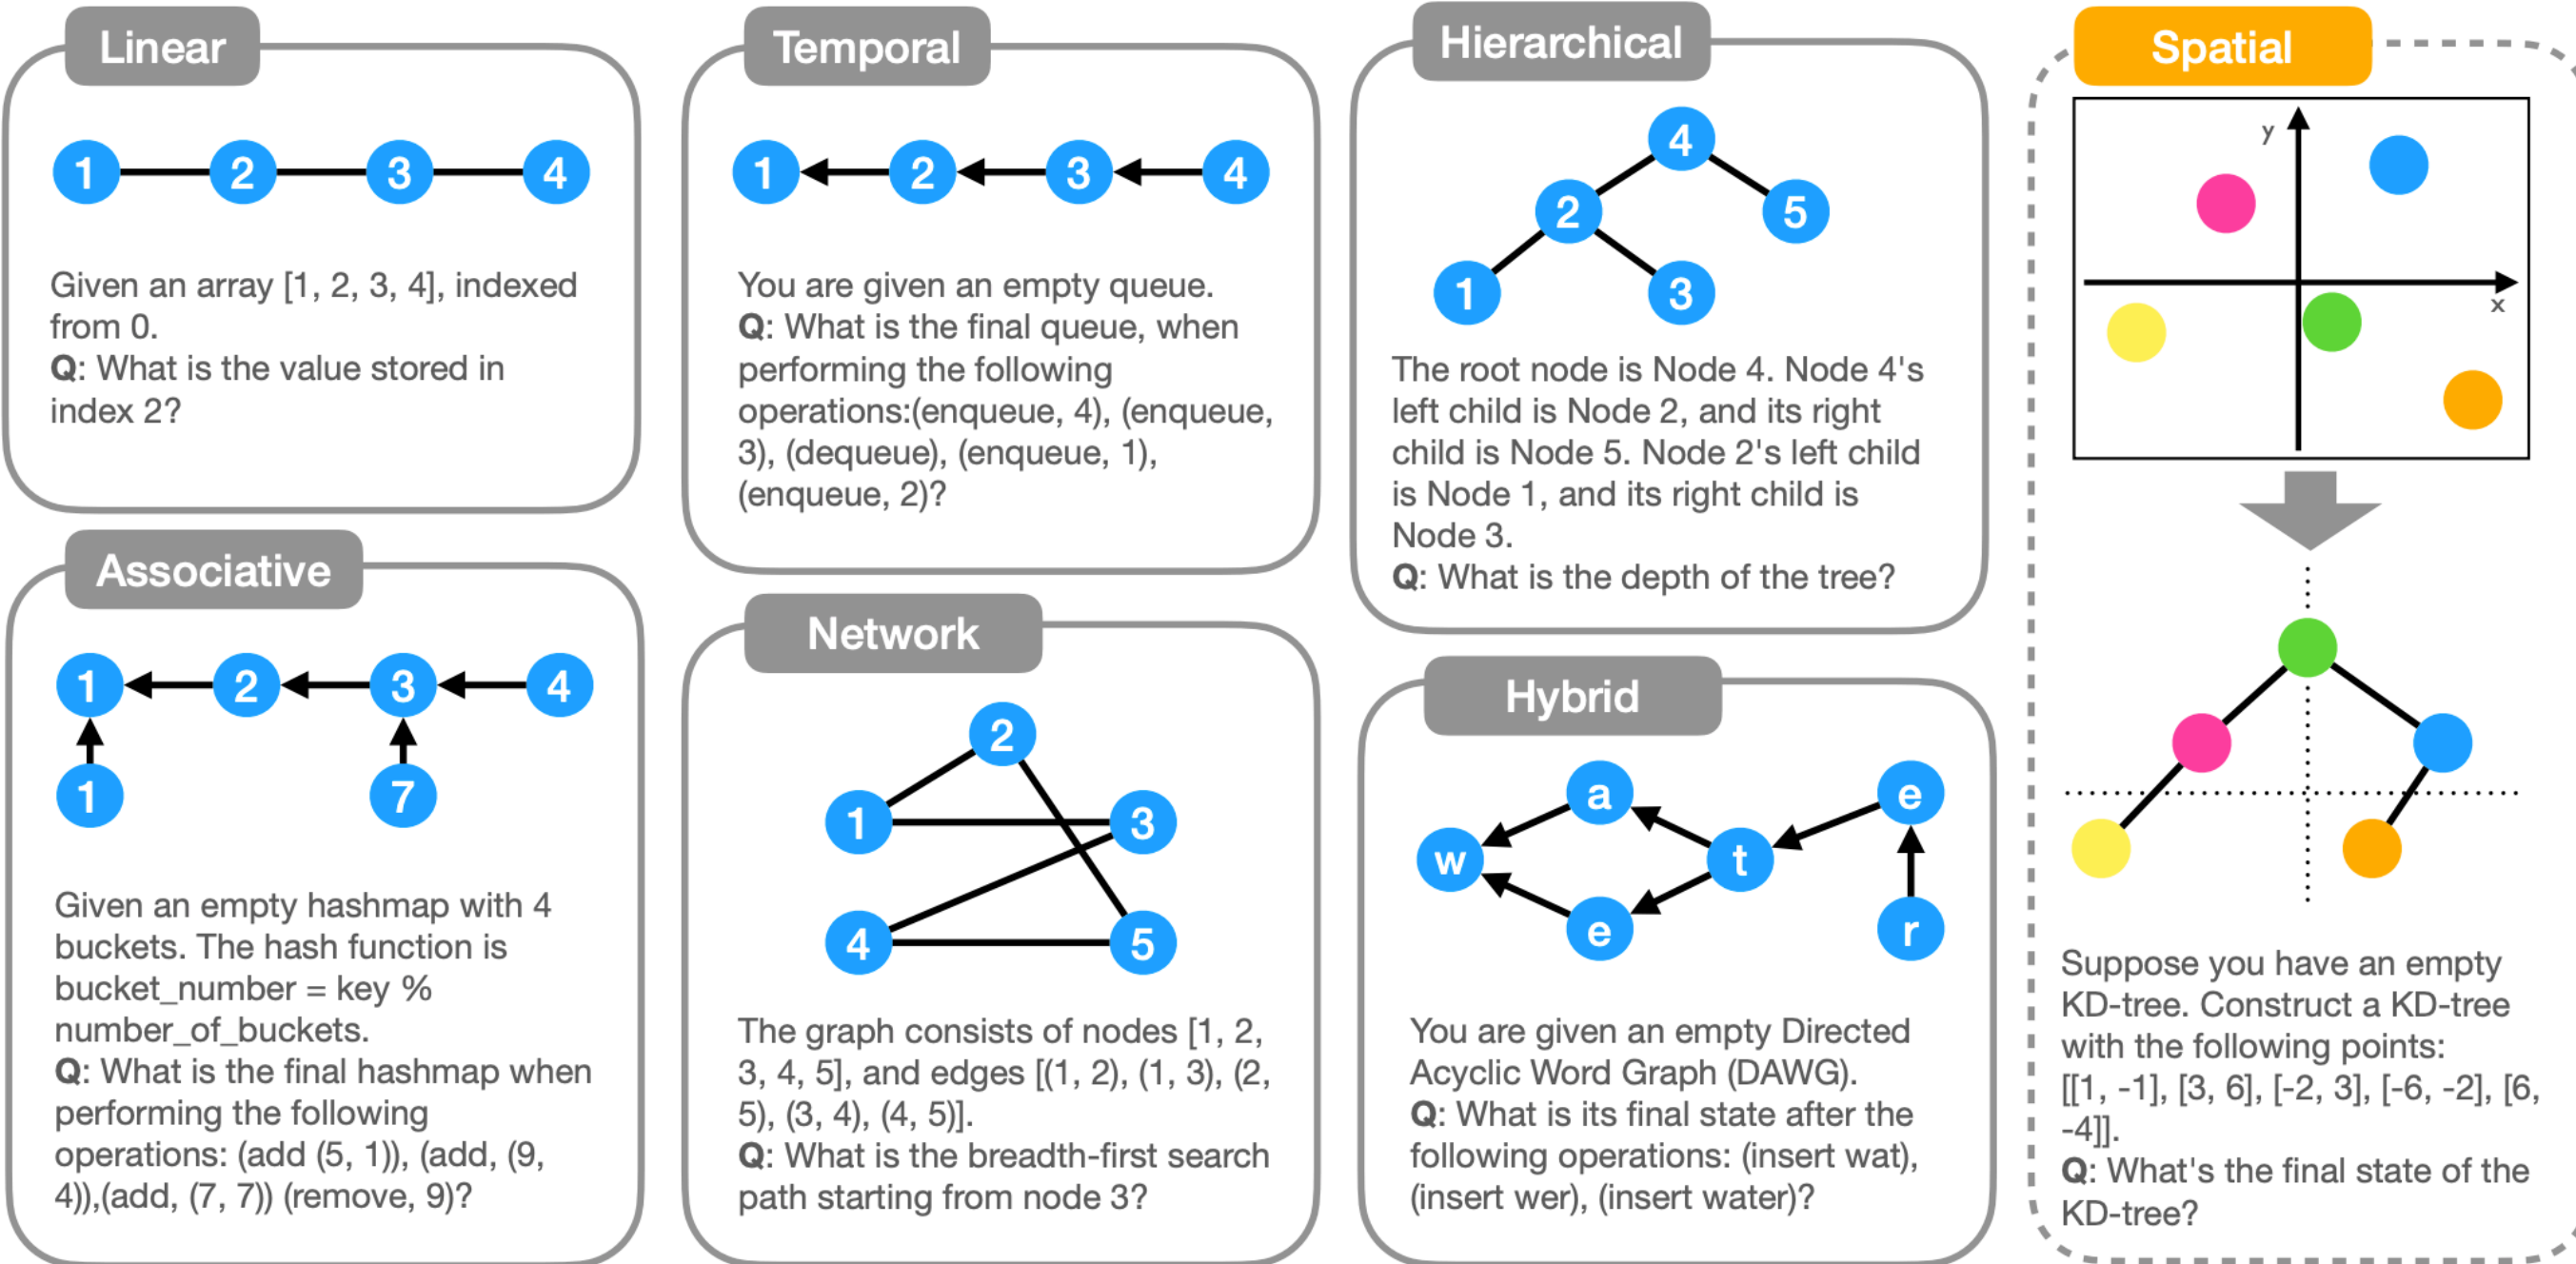 Linear
1 2 3 4
Given an array [1, 2, 3, 4], indexed
from 0.
Q: What is the value stored in
index 2?
Associative
1 2 3 4
1 7
Given an empty hashmap with 4
buckets. The hash function is
bucket_number = key %
number_of_buckets.
Q: What is the final hashmap when
performing the following
operations: (add (5, 1)), (add, (9,
4)),(add, (7, 7)) (remove, 9)?
Temporal
1 2 3 4
You are given an empty queue.
Q: What is the final queue, when
performing the following
operations:(enqueue, 4), (enqueue,
3), (dequeue), (enqueue, 1),
(enqueue, 2)?
Network
2
1 3
4 5
The graph consists of nodes [1, 2,
3, 4, 5], and edges [(1, 2), (1, 3), (2,
5), (3, 4), (4, 5)].
Q: What is the breadth-first search
path starting from node 3?
Hierarchical
4
2 5
1 3
The root node is Node 4. Node 4's
left child is Node 2, and its right
child is Node 5. Node 2's left child
is Node 1, and its right child is
Node 3.
Q: What is the depth of the tree?
Hybrid
a e
w t
e r
You are given an empty Directed
Acyclic Word Graph (DAWG).
Q: What is its final state after the
following operations: (insert wat),
(insert wer), (insert water)?
Spatial
y
x
Suppose you have an empty
KD-tree. Construct a KD-tree
with the following points:
[[1, -1], [3, 6], [-2, 3], [-6, -2], [6,
-4]].
Q: What's the final state of the
KD-tree?